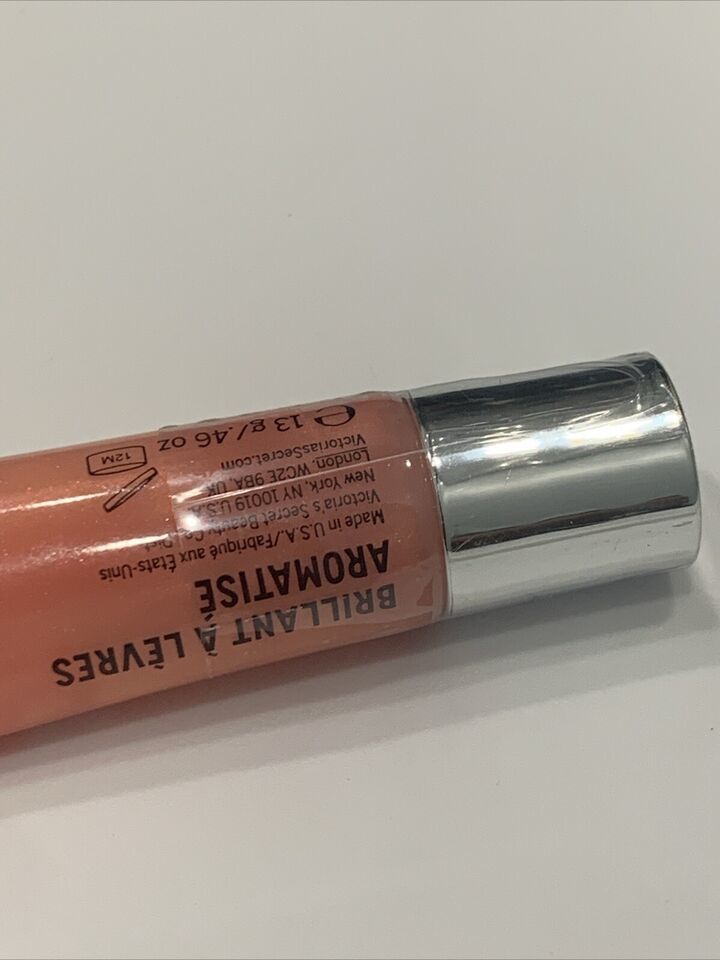 BRILLANT À LÈVRES
AROMATISÉ
Made in U.S.A./Fabriqué aux États-Unis
Victoria's Secret Beauty Co.
New York, NY 10019 U.S.A.
London, WC2E 9BA, UK
VictoriasSecret.com
12M
℮ 13 g/.46 oz